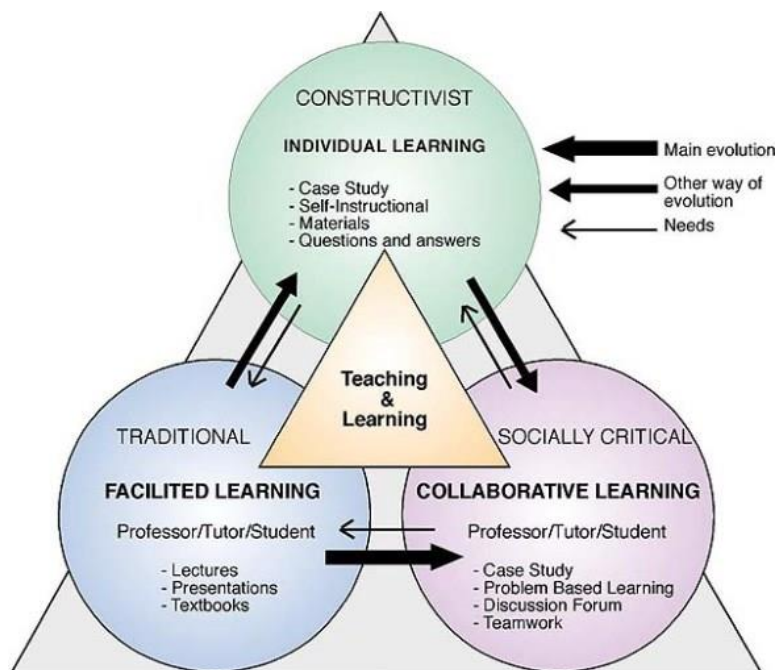 CONSTRUCTIVIST
INDIVIDUAL LEARNING
- Case Study
- Self-Instructional
- Materials
- Questions and answers
Main evolution
Other way of
evolution
Needs
Teaching
&
Learning
TRADITIONAL
FACILITED LEARNING
Professor/Tutor/Student
- Lectures
- Presentations
- Textbooks
SOCIALLY CRITICAL
COLLABORATIVE LEARNING
Professor/Tutor/Student
- Case Study
- Problem Based Learning
- Discussion Forum
- Teamwork